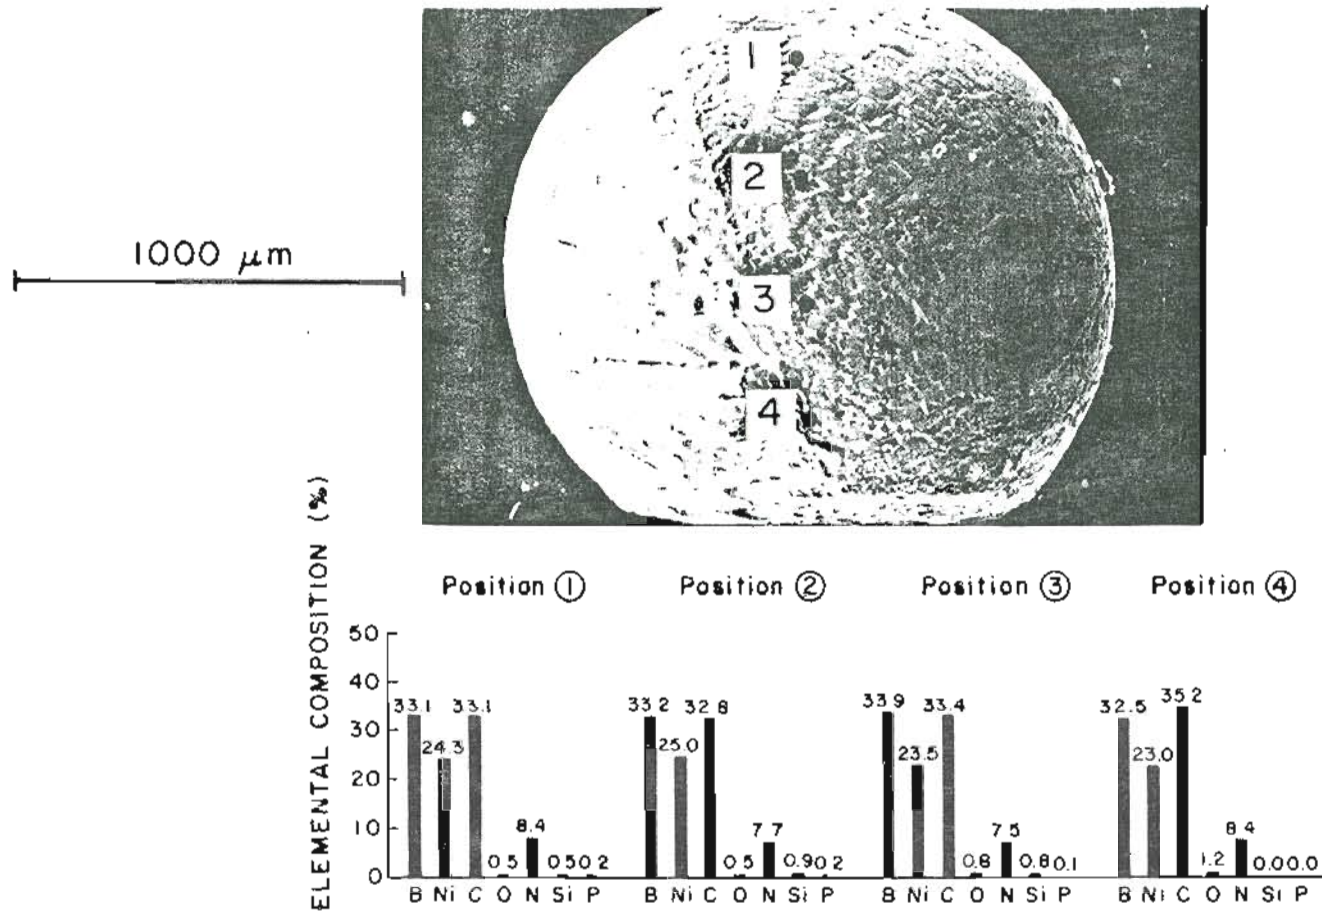 1
2
1000 μm
3
4
Position ① Position ② Position ③ Position ④
ELEMENTAL COMPOSITION (%)
50
40
30
20
10
0
33.1 24.3 33.1 0.5 8.4 0.5 0.2
33.2 25.0 32.8 0.5 7.7 0.9 0.2
33.9 23.5 33.4 0.8 7.5 0.8 0.1
32.5 23.0 35.2 1.2 8.4 0.0 0.0
B Ni C O N Si P B Ni C O N Si P B Ni C O N Si P B Ni C O N Si P